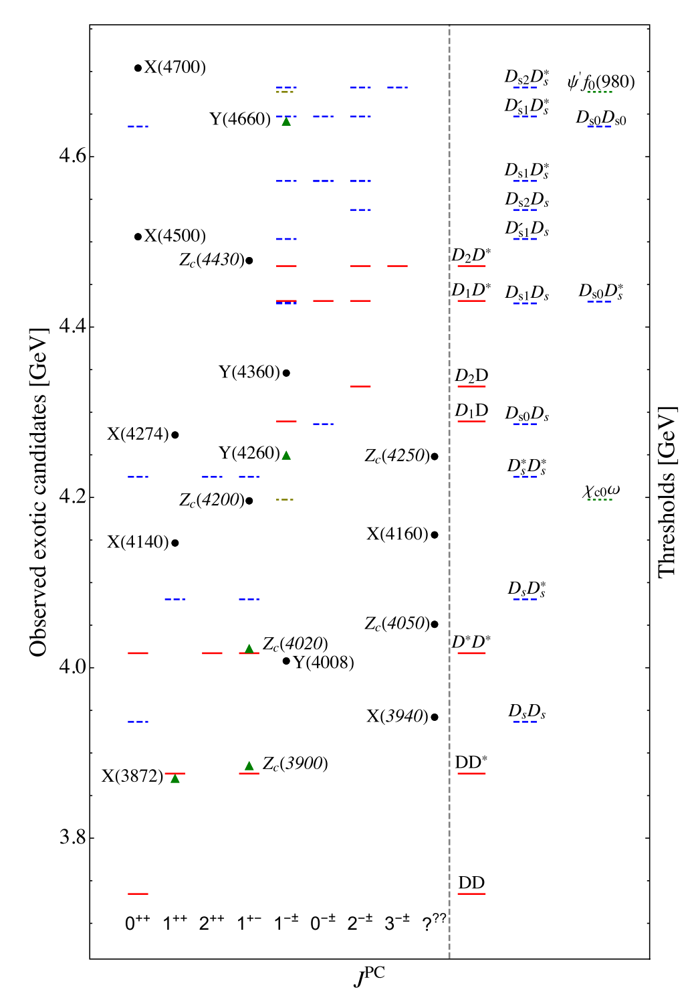 X(4700)
D_{s2}D_s^*
ψ'f_0(980)
Y(4660)
D'_{s1}D_s^*
D_{s0}D_{s0}
4.6
D_{s1}D_s^*
D_{s2}D_s
X(4500)
D'_{s1}D_s
Z_c(4430)
D_2D^*
D_1D^*
D_{s1}D_s
D_{s0}D_s^*
4.4
Y(4360)
D_2D
D_1D
D_{s0}D_s
X(4274)
Y(4260)
Z_c(4250)
D_s^*D_s^*
4.2
Z_c(4200)
χ_{c0}ω
X(4160)
X(4140)
D_sD_s^*
Z_c(4050)
Z_c(4020)
D^*D^*
4.0
Y(4008)
X(3940)
D_sD_s
Z_c(3900)
DD^*
X(3872)
3.8
DD
0^{++} 1^{++} 2^{++} 1^{+-} 1^{-±} 0^{-±} 2^{-±} 3^{-±} ?^{??}
J^{PC}
Observed exotic candidates [GeV]
Thresholds [GeV]